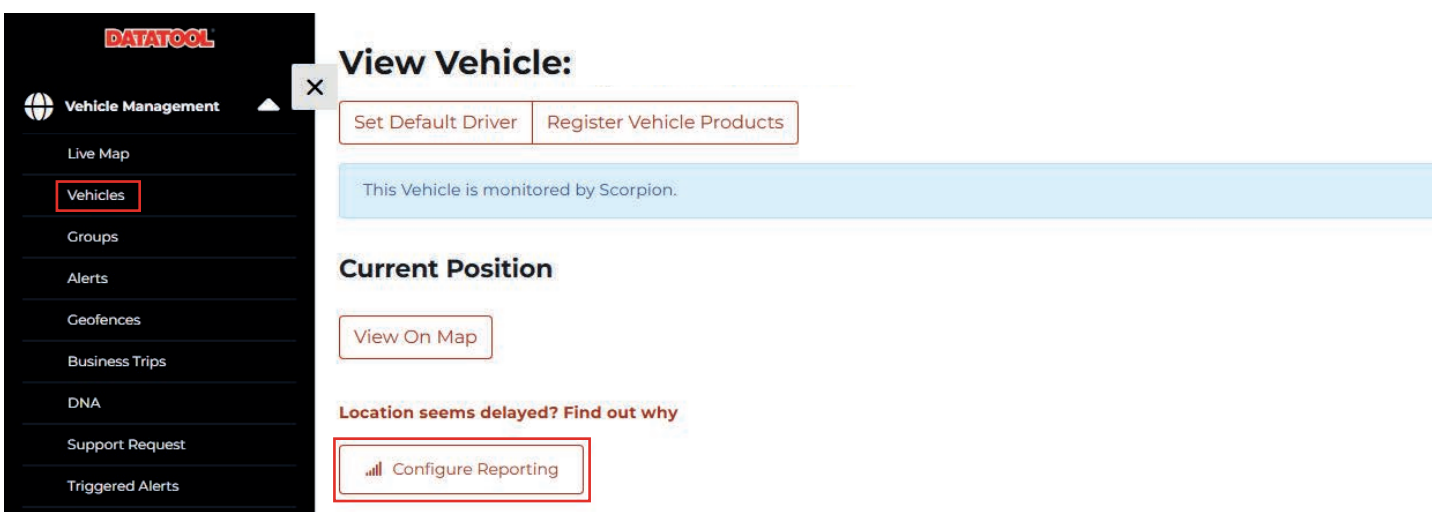 DATATOOL
Vehicle Management
Live Map
Vehicles
Groups
Alerts
Geofences
Business Trips
DNA
Support Request
Triggered Alerts
×
View Vehicle:
Set Default Driver
Register Vehicle Products
This Vehicle is monitored by Scorpion.
Current Position
View On Map
Location seems delayed? Find out why
Configure Reporting